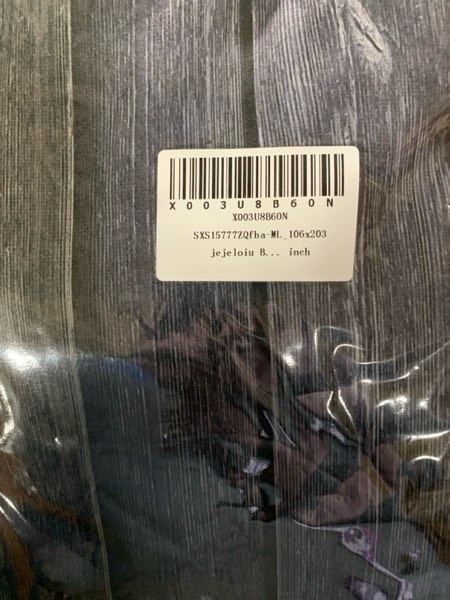 X003U8B60N
X003U8B60N
SXS15777ZQfba-ML_106x203
jejeloiu B... inch